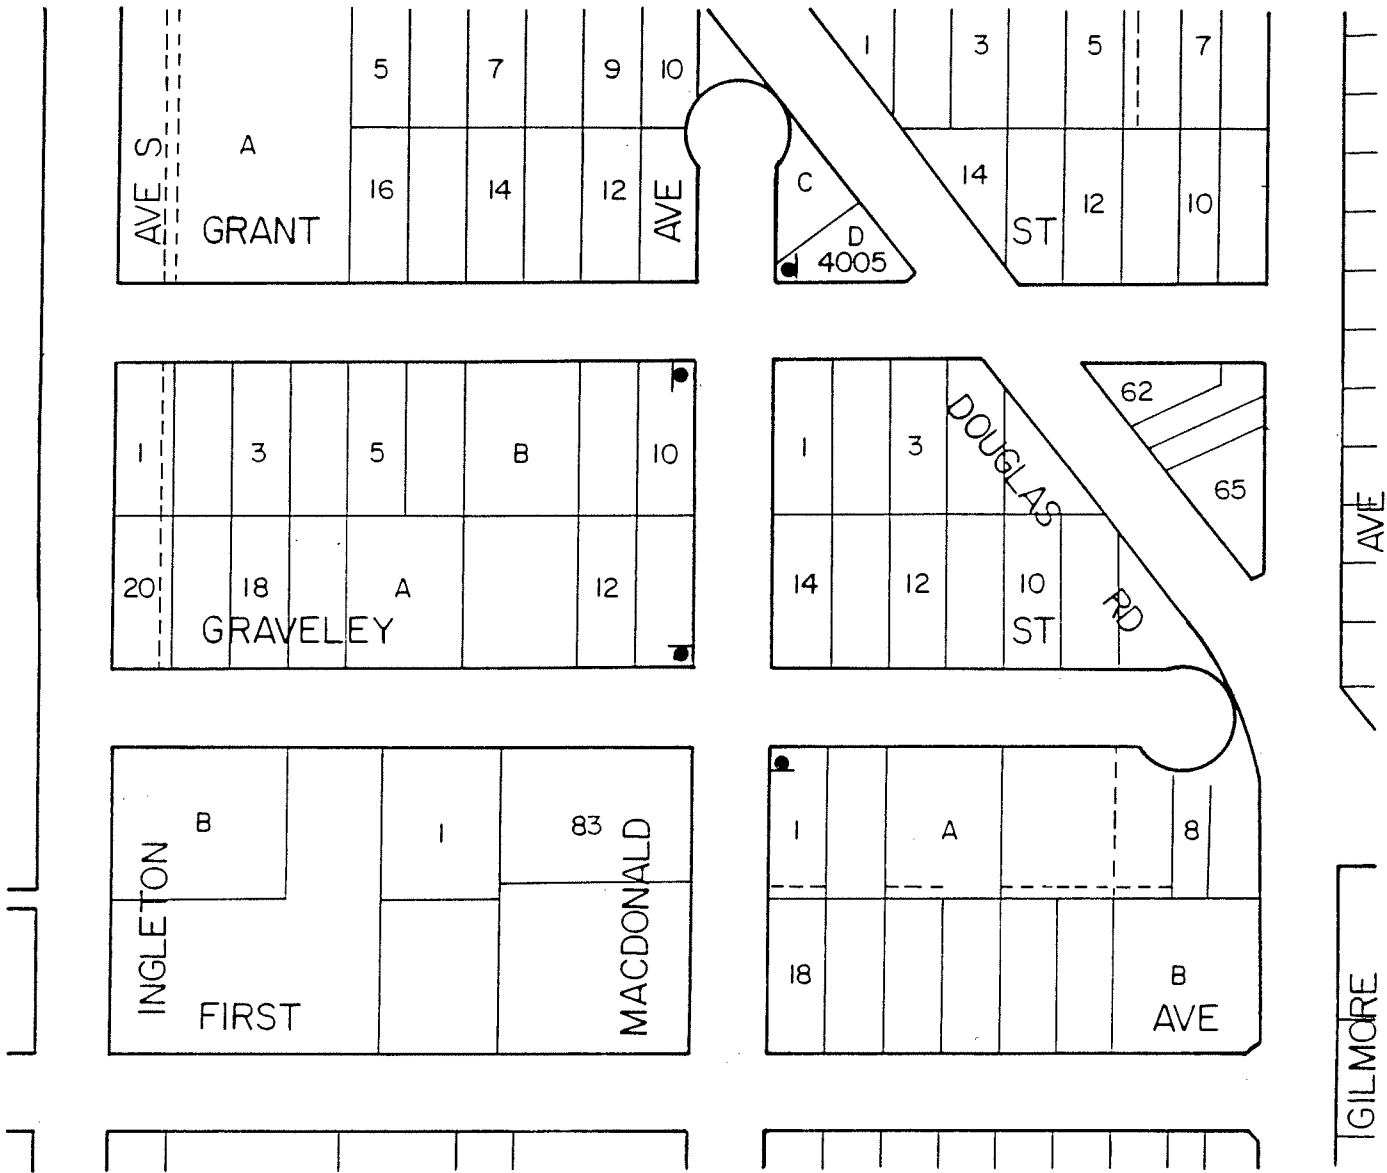 1 3 5 7
5 7 9 10
AVE S A 14
16 14 12 AVE C 12 10
GRANT D ST
4005
62
1 3 5 B 10 1 3 DOUGLAS 65
AVE
20 18 A 12 14 12 10 RD
GRAVELEY ST
B 1 83 1 A 8
INGLETON MACDONALD 18 B
FIRST AVE
GILMORE